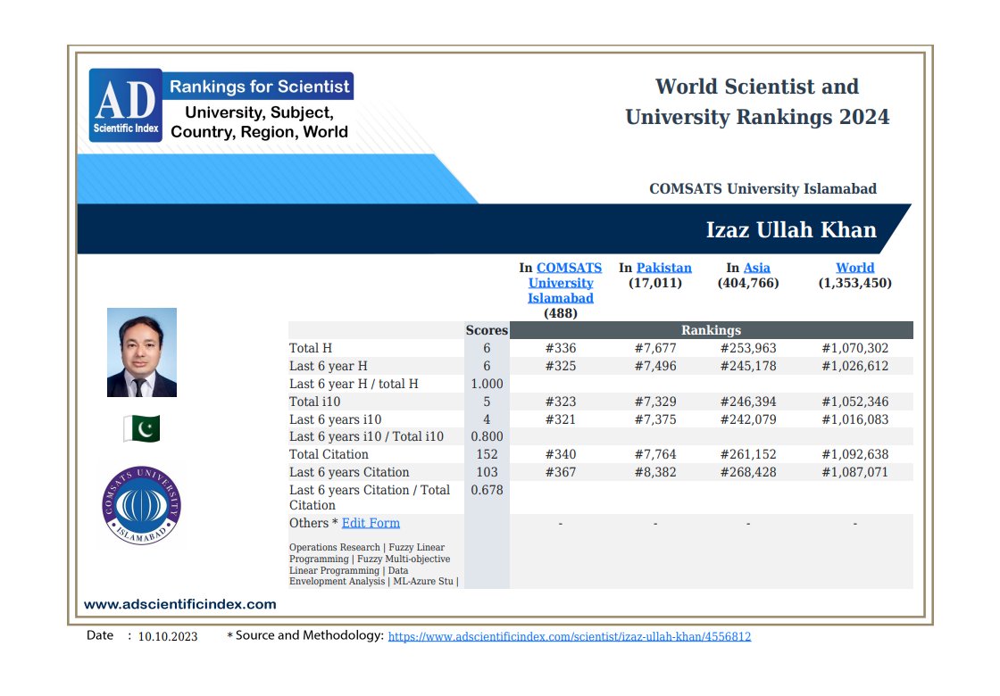 AD
Scientific Index
Rankings for Scientist
University, Subject,
Country, Region, World
World Scientist and
University Rankings 2024
COMSATS University Islamabad
Izaz Ullah Khan
In COMSATS
University
Islamabad
(488)
In Pakistan
(17,011)
In Asia
(404,766)
World
(1,353,450)
Scores Rankings
Total H 6 #336 #7,677 #253,963 #1,070,302
Last 6 year H 6 #325 #7,496 #245,178 #1,026,612
Last 6 year H / total H 1.000
Total i10 5 #323 #7,329 #246,394 #1,052,346
Last 6 years i10 4 #321 #7,375 #242,079 #1,016,083
Last 6 years i10 / Total i10 0.800
Total Citation 152 #340 #7,764 #261,152 #1,092,638
Last 6 years Citation 103 #367 #8,382 #268,428 #1,087,071
Last 6 years Citation / Total 0.678
Citation
Others * Edit Form - - - -
Operations Research | Fuzzy Linear
Programming | Fuzzy Multi-objective
Linear Programming | Data
Envelopment Analysis | ML-Azure Stu |
COMSATS UNIVERSITY
ISLAMABAD
www.adscientificindex.com
Date : 10.10.2023 * Source and Methodology: https://www.adscientificindex.com/scientist/izaz-ullah-khan/4556812